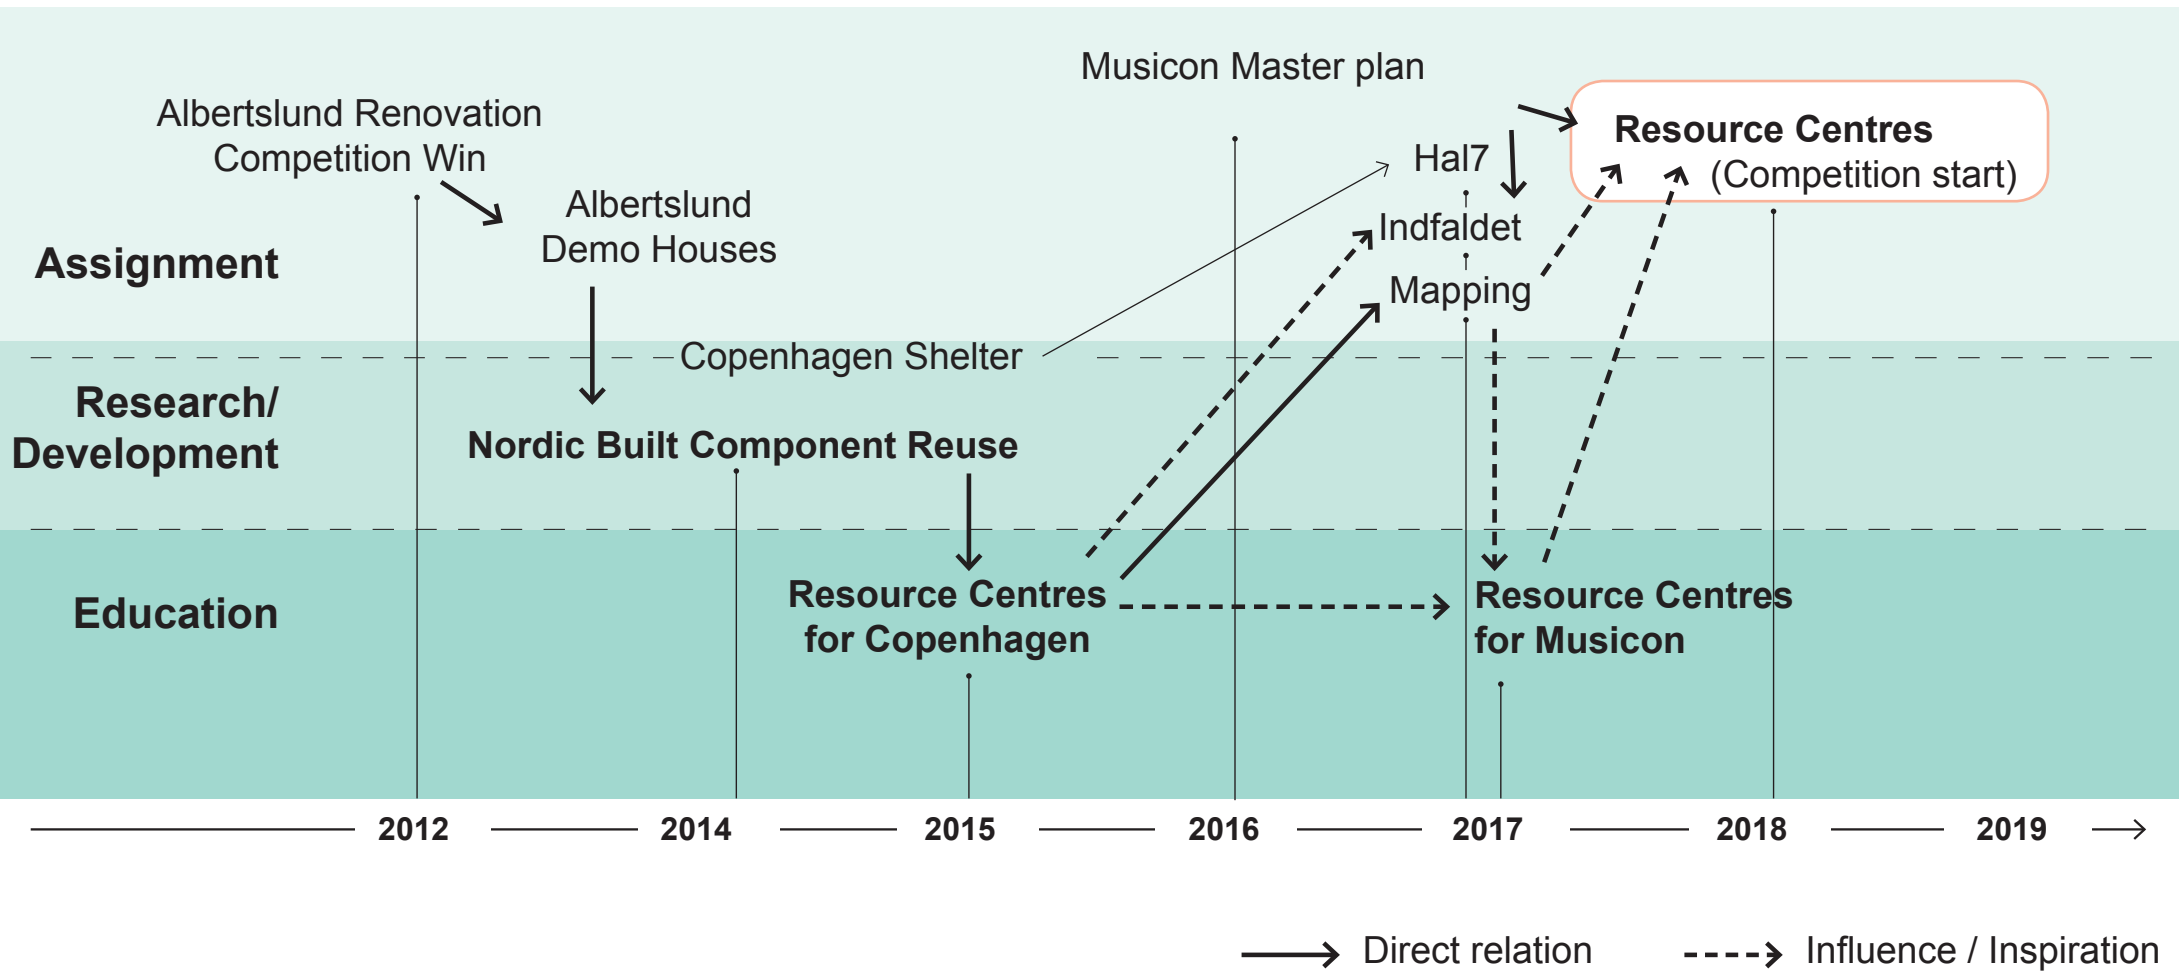 Musicon Master plan
Albertslund Renovation
Competition Win
Resource Centres
(Competition start)
Hal7
Albertslund
Demo Houses
Indfaldet
Assignment
Mapping
Copenhagen Shelter
Research/
Development
Nordic Built Component Reuse
Education
Resource Centres
for Copenhagen
Resource Centres
for Musicon
2012
2014
2015
2016
2017
2018
2019
Direct relation
Influence / Inspiration